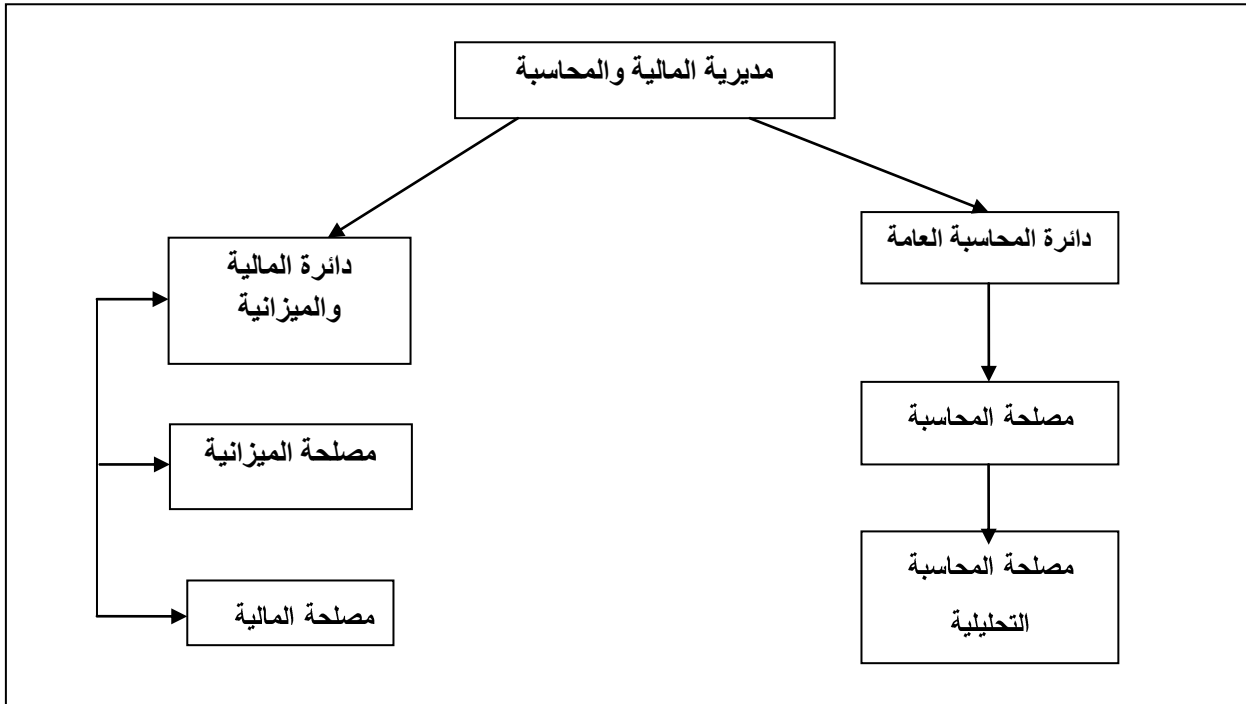 مديرية المالية والمحاسبة
دائرة المحاسبة العامة
مصلحة المحاسبة
مصلحة المحاسبة
التحليلية
دائرة المالية
والميزانية
مصلحة الميزانية
مصلحة المالية